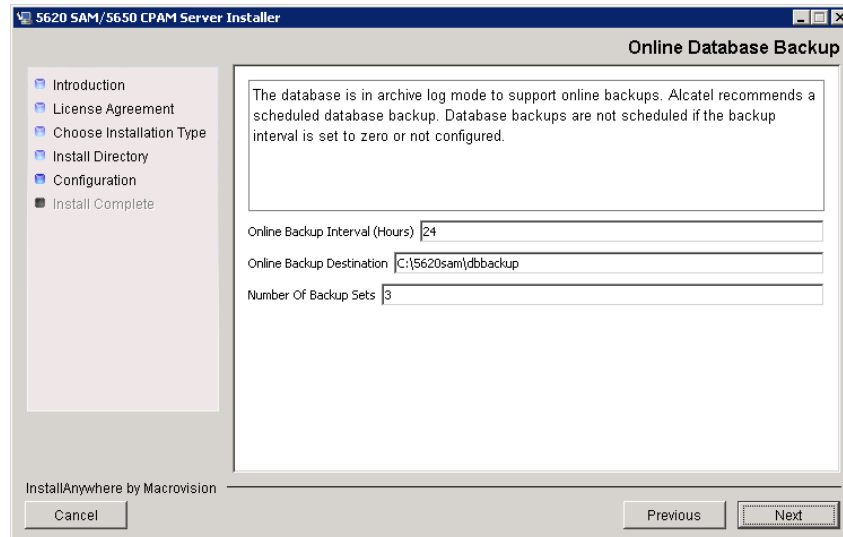 5620 SAM/5650 CPAM Server Installer
Online Database Backup
Introduction
License Agreement
Choose Installation Type
Install Directory
Configuration
Install Complete
The database is in archive log mode to support online backups. Alcatel recommends a
scheduled database backup. Database backups are not scheduled if the backup
interval is set to zero or not configured.
Online Backup Interval (Hours) 24
Online Backup Destination C:\5620sam\dbbackup
Number Of Backup Sets 3
InstallAnywhere by Macrovision
Cancel
Previous
Next